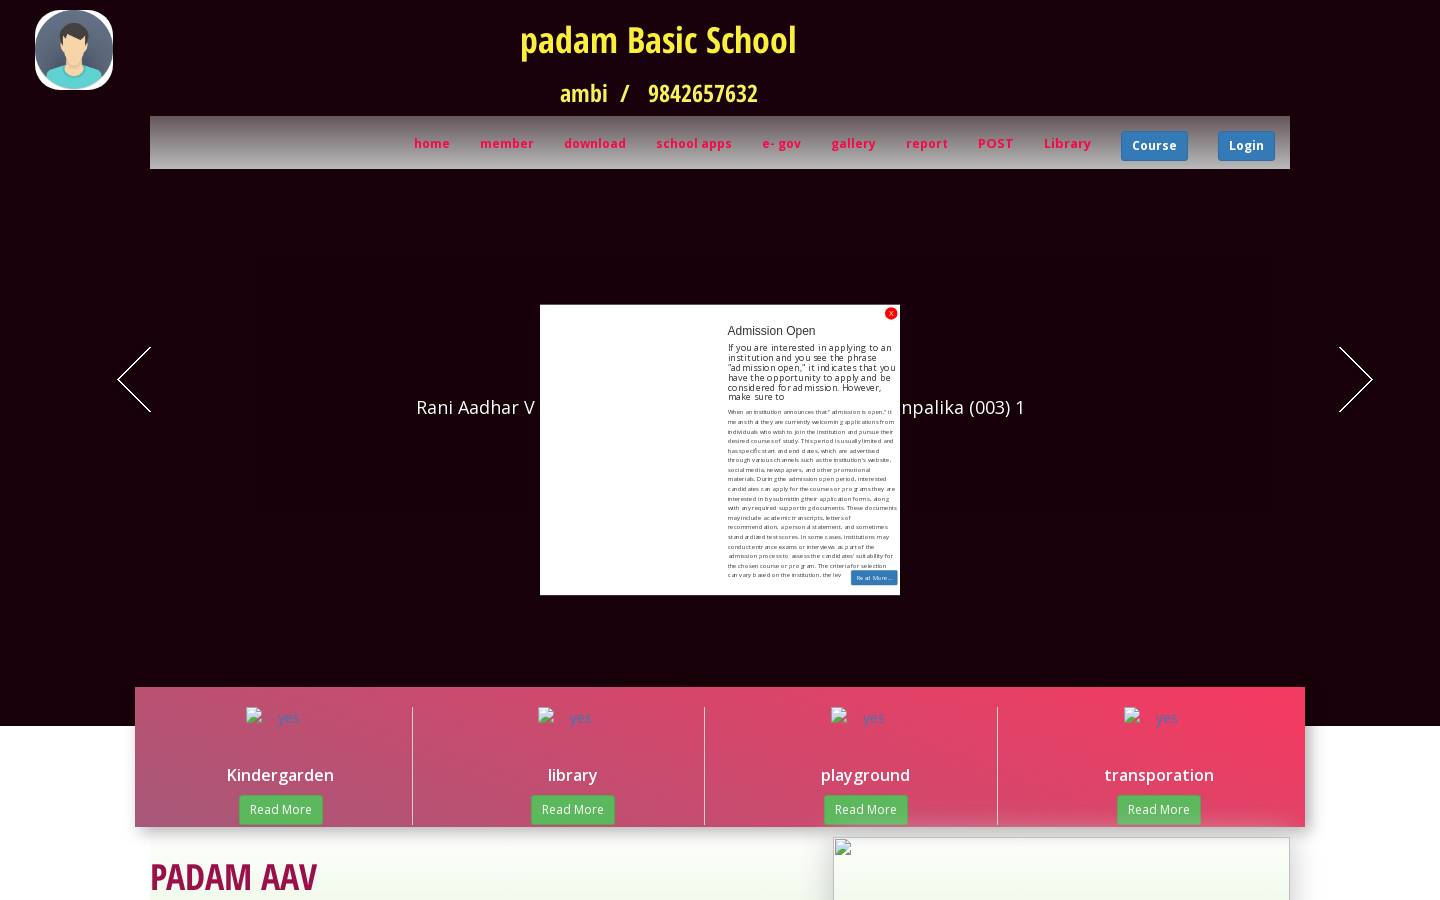 padam Basic School
ambi / 9842657632
home member download school apps e- gov gallery report POST Library Course Login
X
Admission Open
If you are interested in applying to an
institution and you see the phrase
"admission open," it indicates that you
have the opportunity to apply and be
considered for admission. However,
make sure to
Rani Aadhar V
npalika (003) 1
When an institution announces that "admission is open," it
means that they are currently welcoming applications from
individuals who wish to join the institution and pursue their
desired courses of study. This period is usually limited and
has specific start and end dates, which are advertised
through various channels such as the institution's website,
social media, newspapers, and other promotional
materials. During the admission open period, interested
candidates can apply for the courses or programs they are
interested in by submitting their application forms, along
with any required supporting documents. These documents
may include academic transcripts, letters of
recommendation, a personal statement, and sometimes
standardized test scores. In some cases, institutions may
conduct entrance exams or interviews as part of the
admission process to assess the candidates' suitability for
the chosen course or program. The criteria for selection
can vary based on the institution, the lev
Read More...
yes yes yes yes
Kindergarden library playground transporation
Read More Read More Read More Read More
PADAM AAV